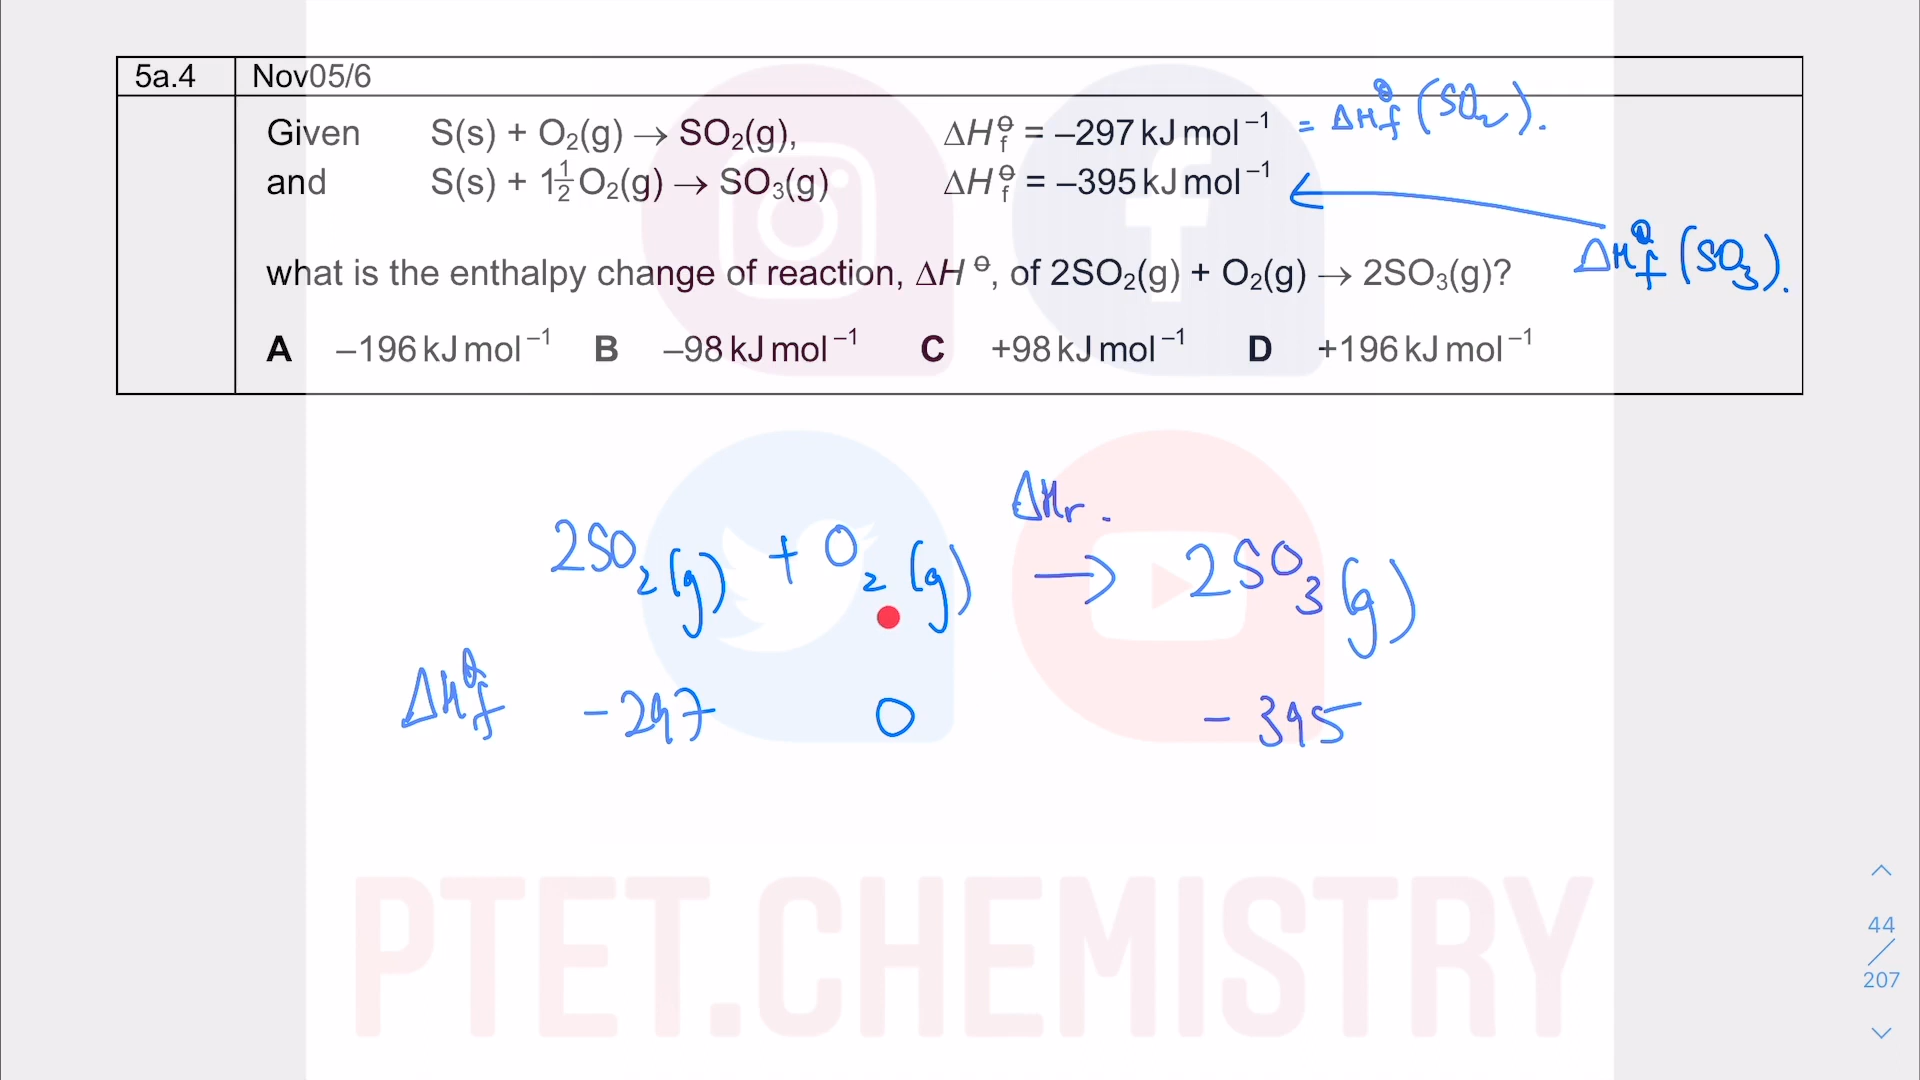 5a.4 Nov05/6
Given S(s) + O₂(g) → SO₂(g), ΔH⦵f = –297 kJ mol⁻¹ = ΔH⦵f (SO₂).
and S(s) + 1½O₂(g) → SO₃(g) ΔH⦵f = –395 kJ mol⁻¹
ΔH⦵f (SO₃).
what is the enthalpy change of reaction, ΔH⦵, of 2SO₂(g) + O₂(g) → 2SO₃(g)?
A –196 kJ mol⁻¹ B –98 kJ mol⁻¹ C +98 kJ mol⁻¹ D +196 kJ mol⁻¹
ΔHr.
2SO₂(g) + O₂(g) → 2SO₃(g)
ΔH⦵f -297 0 -395
PTET.CHEMISTRY
44
/
207